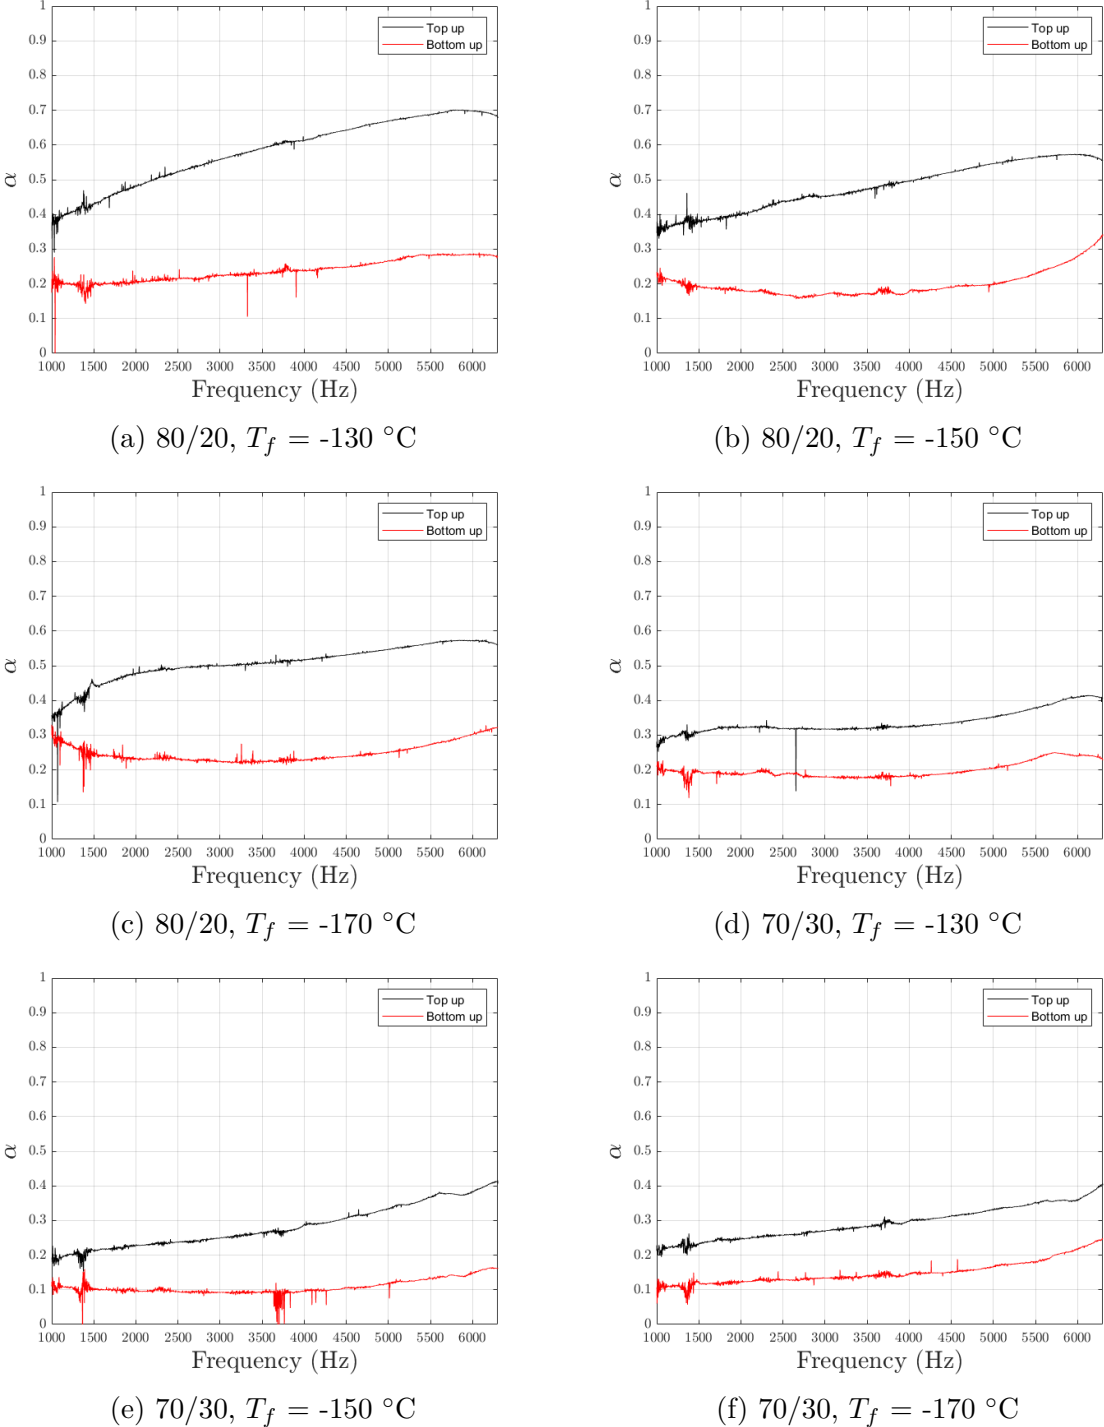 1
0.9
0.8
0.7
0.6
0.5
0.4
0.3
0.2
0.1
0
α
Top up
Bottom up
1000 1500 2000 2500 3000 3500 4000 4500 5000 5500 6000
Frequency (Hz)
(a) 80/20, T_f = -130 °C
1
0.9
0.8
0.7
0.6
0.5
0.4
0.3
0.2
0.1
0
α
Top up
Bottom up
1000 1500 2000 2500 3000 3500 4000 4500 5000 5500 6000
Frequency (Hz)
(b) 80/20, T_f = -150 °C
1
0.9
0.8
0.7
0.6
0.5
0.4
0.3
0.2
0.1
0
α
Top up
Bottom up
1000 1500 2000 2500 3000 3500 4000 4500 5000 5500 6000
Frequency (Hz)
(c) 80/20, T_f = -170 °C
1
0.9
0.8
0.7
0.6
0.5
0.4
0.3
0.2
0.1
0
α
Top up
Bottom up
1000 1500 2000 2500 3000 3500 4000 4500 5000 5500 6000
Frequency (Hz)
(d) 70/30, T_f = -130 °C
1
0.9
0.8
0.7
0.6
0.5
0.4
0.3
0.2
0.1
0
α
Top up
Bottom up
1000 1500 2000 2500 3000 3500 4000 4500 5000 5500 6000
Frequency (Hz)
(e) 70/30, T_f = -150 °C
1
0.9
0.8
0.7
0.6
0.5
0.4
0.3
0.2
0.1
0
α
Top up
Bottom up
1000 1500 2000 2500 3000 3500 4000 4500 5000 5500 6000
Frequency (Hz)
(f) 70/30, T_f = -170 °C